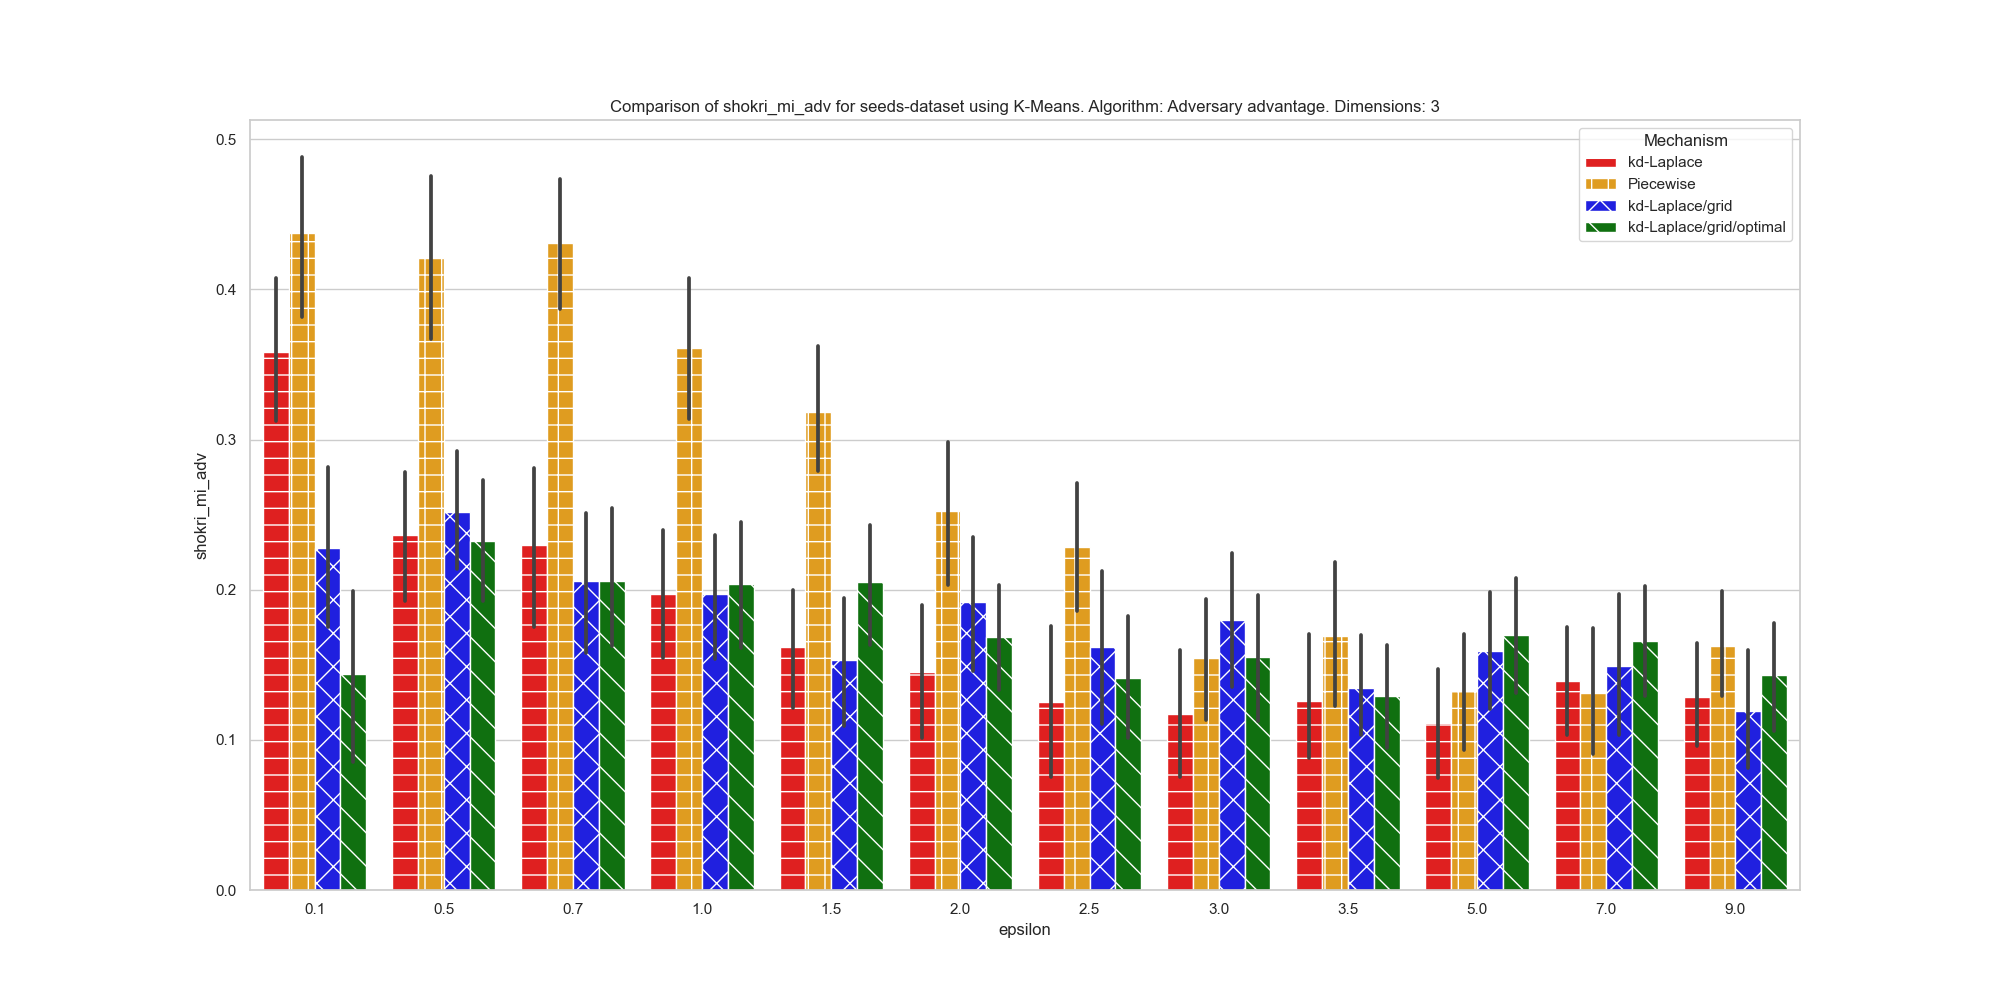 Comparison of shokri_mi_adv for seeds-dataset using K-Means. Algorithm: Adversary advantage. Dimensions: 3
Mechanism
kd-Laplace
Piecewise
kd-Laplace/grid
kd-Laplace/grid/optimal
shokri_mi_adv
0.5
0.4
0.3
0.2
0.1
0.0
0.1 0.5 0.7 1.0 1.5 2.0 2.5 3.0 3.5 5.0 7.0 9.0
epsilon